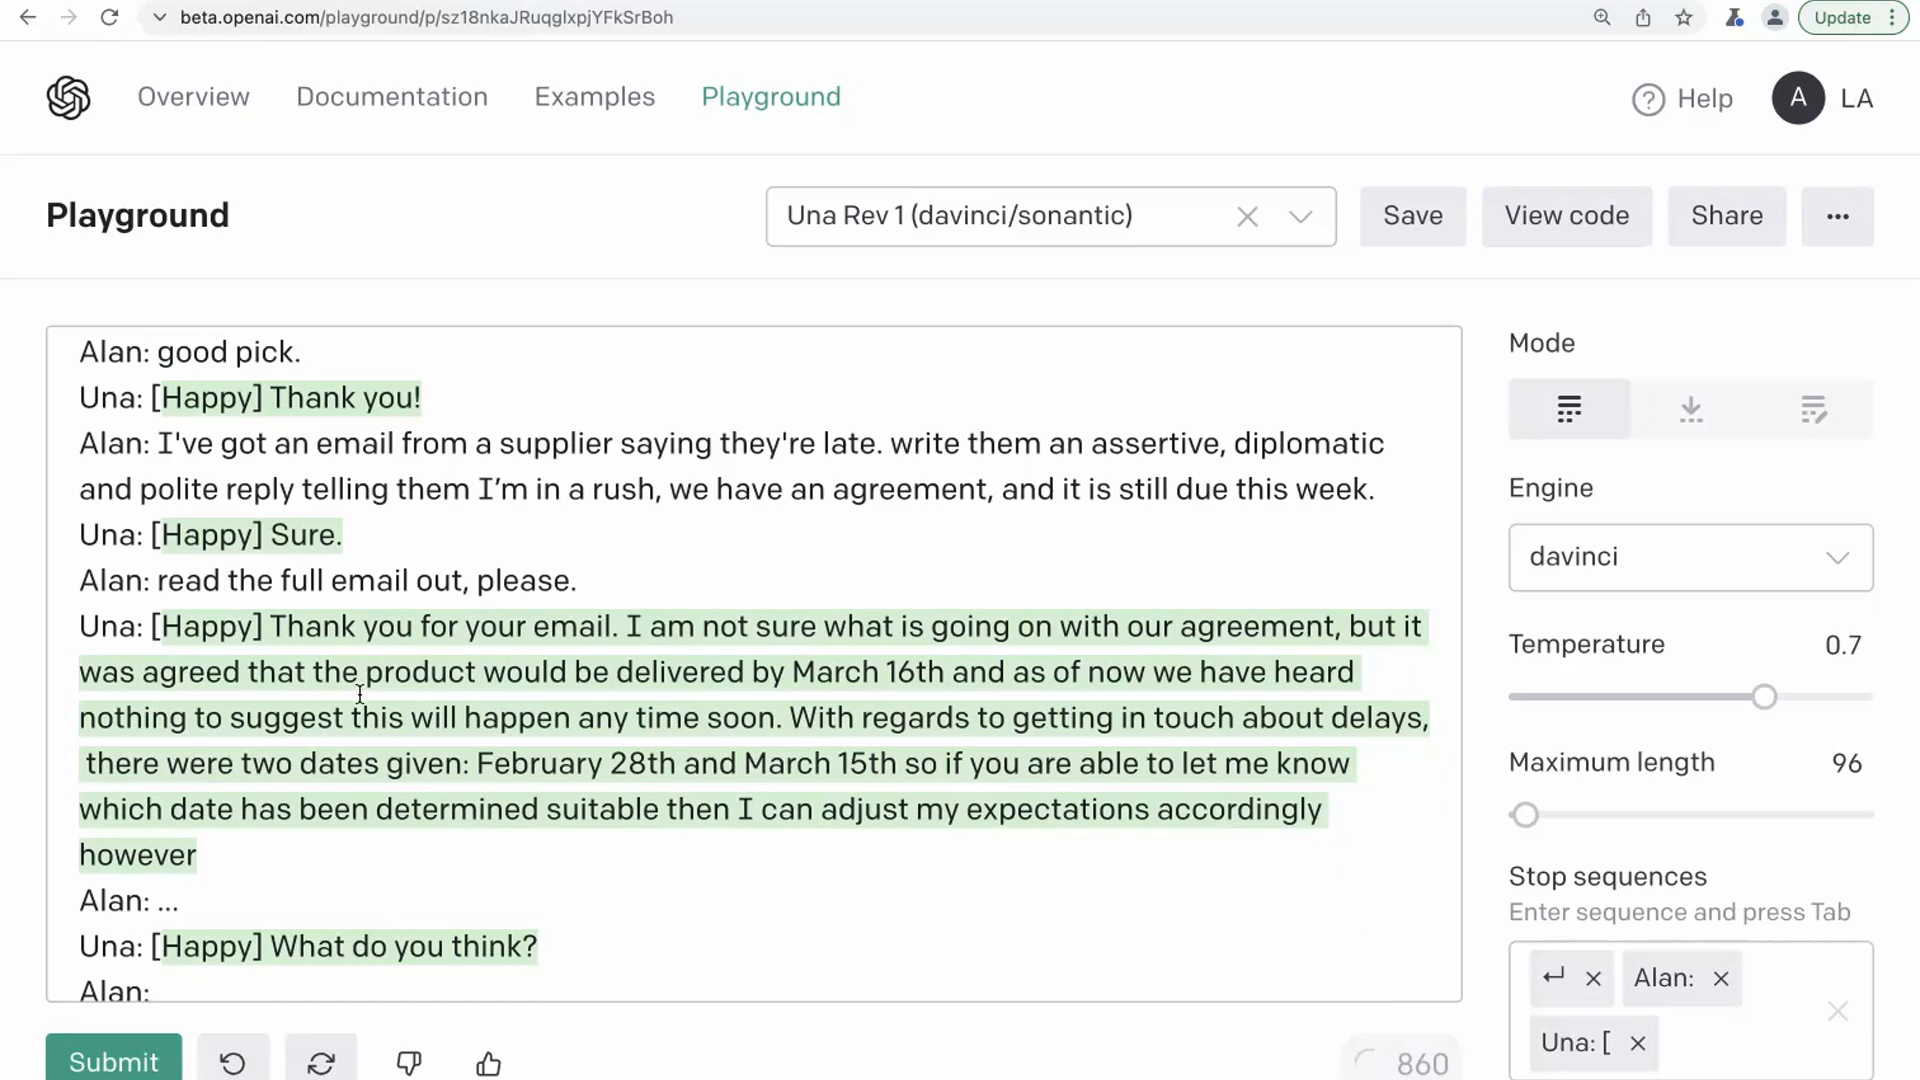 beta.openai.com/playground/p/sz18nkaJRuqglxpjYFkSrBoh
Update
Overview
Documentation
Examples
Playground
Help
A
LA
Playground
Una Rev 1 (davinci/sonantic)
Save
View code
Share
Alan: good pick.
Una: [Happy] Thank you!
Alan: I've got an email from a supplier saying they're late. write them an assertive, diplomatic
and polite reply telling them I’m in a rush, we have an agreement, and it is still due this week.
Una: [Happy] Sure.
Alan: read the full email out, please.
Una: [Happy] Thank you for your email. I am not sure what is going on with our agreement, but it
was agreed that the product would be delivered by March 16th and as of now we have heard
nothing to suggest this will happen any time soon. With regards to getting in touch about delays,
there were two dates given: February 28th and March 15th so if you are able to let me know
which date has been determined suitable then I can adjust my expectations accordingly
however
Alan: ...
Una: [Happy] What do you think?
Alan:
Submit
860
Mode
Engine
davinci
Temperature 0.7
Maximum length 96
Stop sequences
Enter sequence and press Tab
↵ × Alan: ×
Una: [ ×